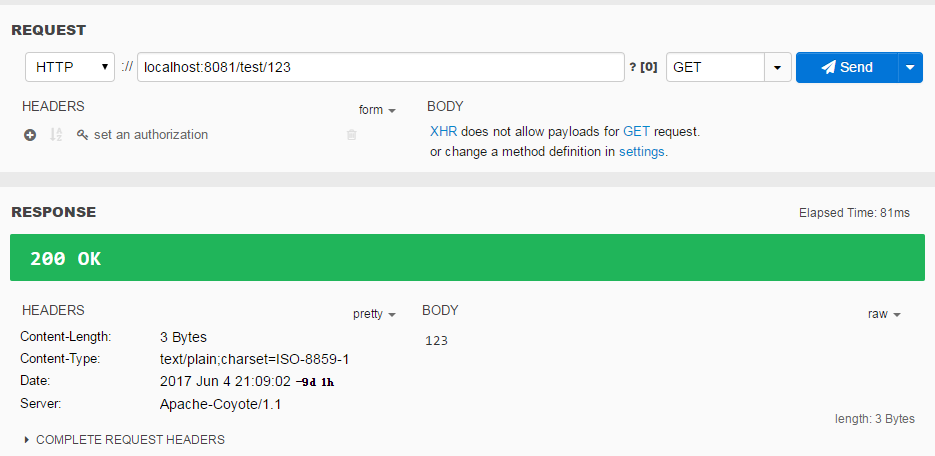 REQUEST
HTTP :// localhost:8081/test/123 ? [0] GET Send
HEADERS form BODY
set an authorization
XHR does not allow payloads for GET request.
or change a method definition in settings.
RESPONSE Elapsed Time: 81ms
200 OK
HEADERS pretty BODY raw
Content-Length: 3 Bytes
123
Content-Type: text/plain;charset=ISO-8859-1
Date: 2017 Jun 4 21:09:02 -9d 1h
Server: Apache-Coyote/1.1
length: 3 Bytes
COMPLETE REQUEST HEADERS